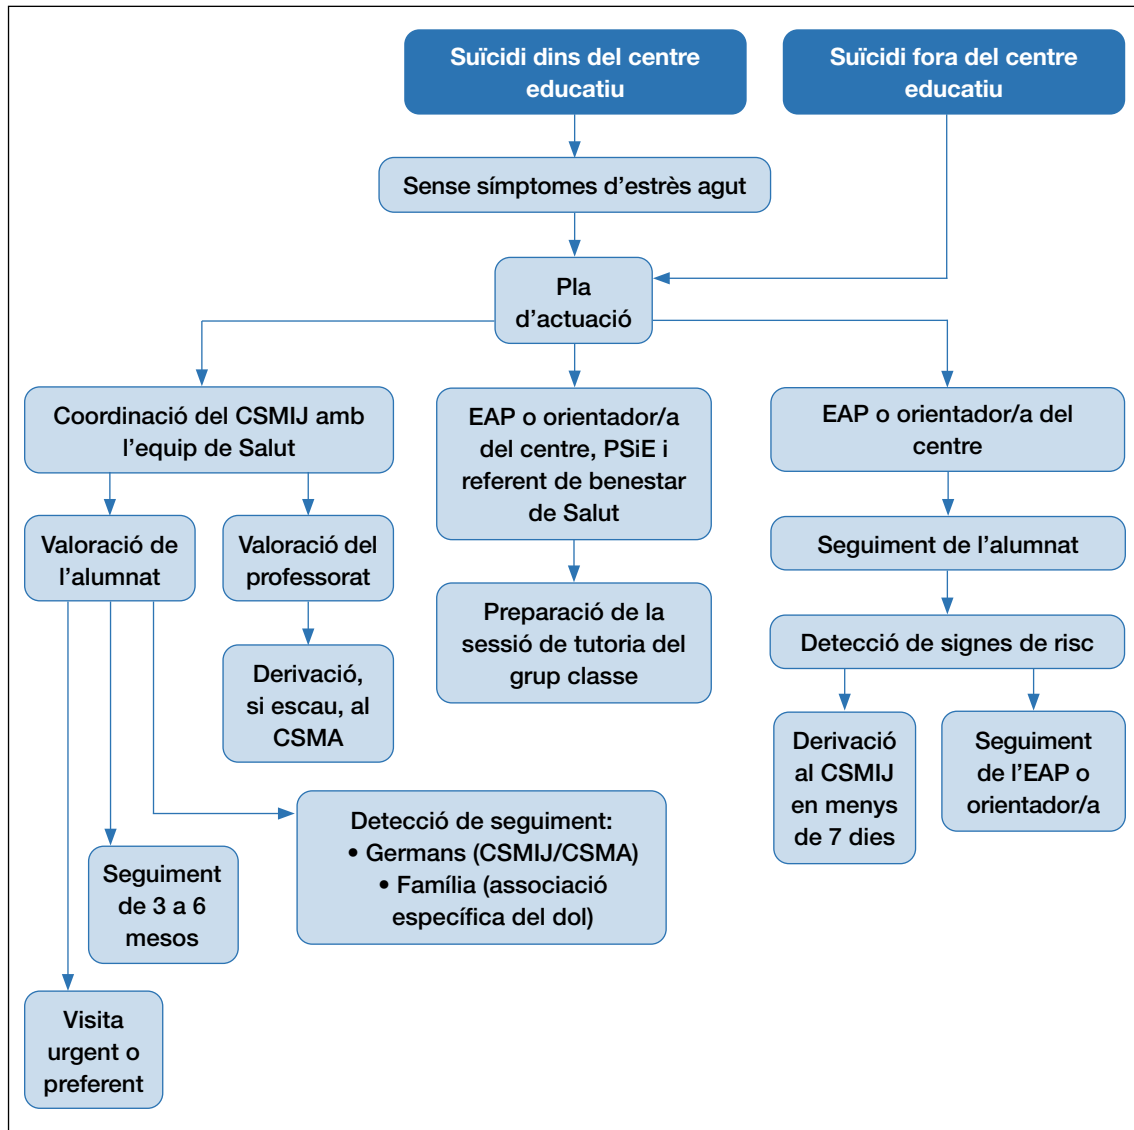 Suïcidi dins del centre
educatiu
Suïcidi fora del centre
educatiu
Sense símptomes d'estrès agut
Pla
d'actuació
Coordinació del CSMIJ amb
l'equip de Salut
EAP o orientador/a
del centre, PSiE i
referent de benestar
de Salut
EAP o orientador/a del
centre
Valoració de
l'alumnat
Valoració del
professorat
Seguiment de l'alumnat
Preparació de la
sessió de tutoria del
grup classe
Detecció de signes de risc
Derivació,
si escau, al
CSMA
Derivació
al CSMIJ
en menys
de 7 dies
Seguiment
de l'EAP o
orientador/a
Detecció de seguiment:
• Germans (CSMIJ/CSMA)
• Família (associació
específica del dol)
Seguiment
de 3 a 6
mesos
Visita
urgent o
preferent